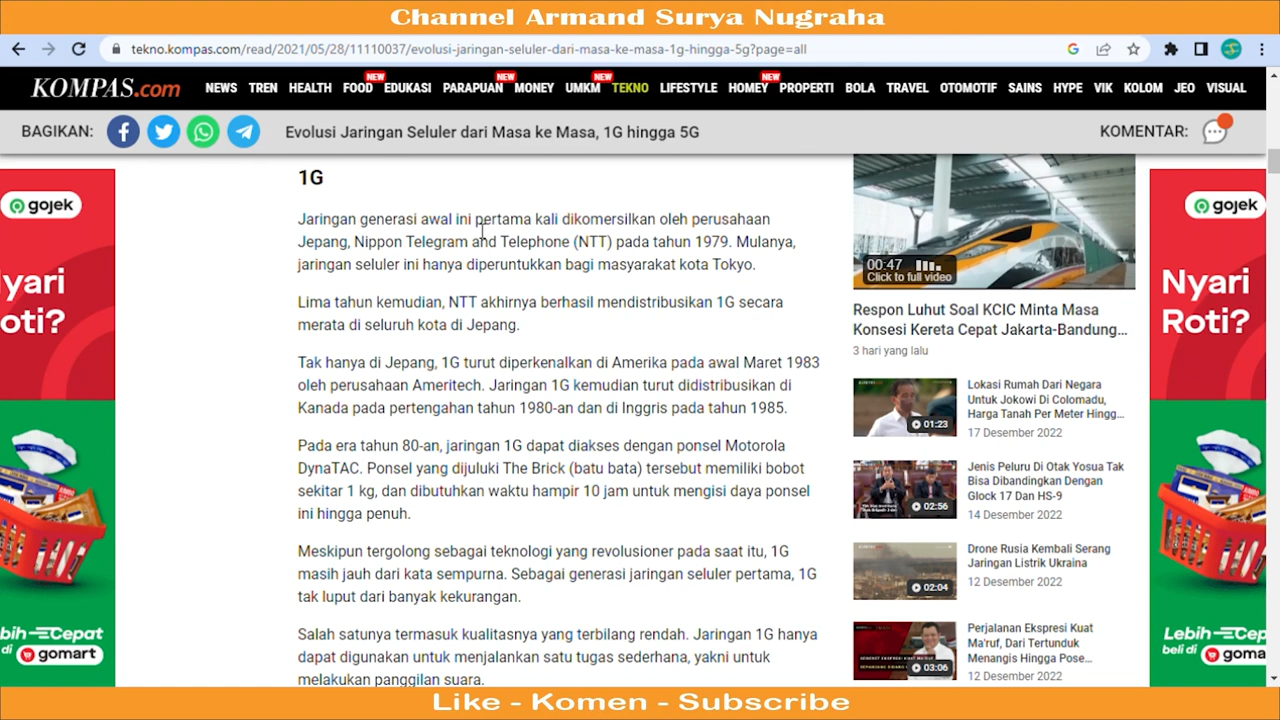 Channel Armand Surya Nugraha
tekno.kompas.com/read/2021/05/28/11110037/evolusi-jaringan-seluler-dari-masa-ke-masa-1g-hingga-5g?page=all
KOMPAS.com NEWS TREN HEALTH FOOD NEW EDUKASI PARAPUAN NEW MONEY UMKM NEW TEKNO LIFESTYLE HOMEY NEW PROPERTI BOLA TRAVEL OTOMOTIF SAINS HYPE VIK KOLOM JEO VISUAL
BAGIKAN: Evolusi Jaringan Seluler dari Masa ke Masa, 1G hingga 5G KOMENTAR:
gojek
yari
Roti?
bih Cepat
beli di gomart
1G
Jaringan generasi awal ini pertama kali dikomersilkan oleh perusahaan
Jepang, Nippon Telegram and Telephone (NTT) pada tahun 1979. Mulanya,
jaringan seluler ini hanya diperuntukkan bagi masyarakat kota Tokyo.
Lima tahun kemudian, NTT akhirnya berhasil mendistribusikan 1G secara
merata di seluruh kota di Jepang.
Tak hanya di Jepang, 1G turut diperkenalkan di Amerika pada awal Maret 1983
oleh perusahaan Ameritech. Jaringan 1G kemudian turut didistribusikan di
Kanada pada pertengahan tahun 1980-an dan di Inggris pada tahun 1985.
Pada era tahun 80-an, jaringan 1G dapat diakses dengan ponsel Motorola
DynaTAC. Ponsel yang dijuluki The Brick (batu bata) tersebut memiliki bobot
sekitar 1 kg, dan dibutuhkan waktu hampir 10 jam untuk mengisi daya ponsel
ini hingga penuh.
Meskipun tergolong sebagai teknologi yang revolusioner pada saat itu, 1G
masih jauh dari kata sempurna. Sebagai generasi jaringan seluler pertama, 1G
tak luput dari banyak kekurangan.
Salah satunya termasuk kualitasnya yang terbilang rendah. Jaringan 1G hanya
dapat digunakan untuk menjalankan satu tugas sederhana, yakni untuk
melakukan panggilan suara.
00:47
Click to full video
Respon Luhut Soal KCIC Minta Masa
Konsesi Kereta Cepat Jakarta-Bandung...
3 hari yang lalu
01:23
Lokasi Rumah Dari Negara
Untuk Jokowi Di Colomadu,
Harga Tanah Per Meter Hingg...
17 Desember 2022
02:56
Jenis Peluru Di Otak Yosua Tak
Bisa Dibandingkan Dengan
Glock 17 Dan HS-9
14 Desember 2022
02:04
Drone Rusia Kembali Serang
Jaringan Listrik Ukraina
12 Desember 2022
03:06
Perjalanan Ekspresi Kuat
Ma'ruf, Dari Tertunduk
Menangis Hingga Pose...
12 Desember 2022
gojek
Nyari
Roti?
Lebih Cep
beli di goma
Like - Komen - Subscribe